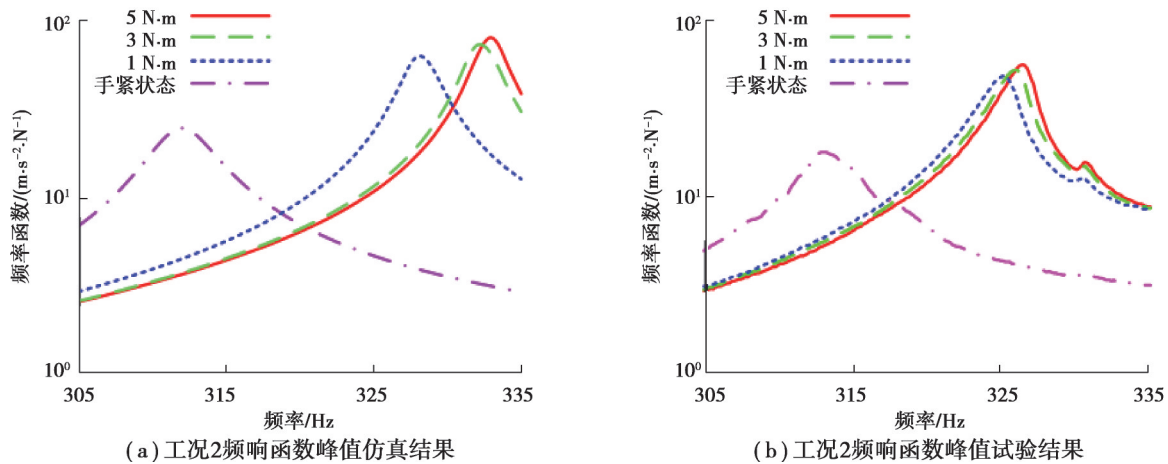 5 N·m
3 N·m
1 N·m
手紧状态
10²
10¹
10⁰
频率函数/(m·s⁻²·N⁻¹)
305 315 325 335
频率/Hz
(a)工况2频响函数峰值仿真结果
5 N·m
3 N·m
1 N·m
手紧状态
10²
10¹
10⁰
频率函数/(m·s⁻²·N⁻¹)
305 315 325 335
频率/Hz
(b)工况2频响函数峰值试验结果